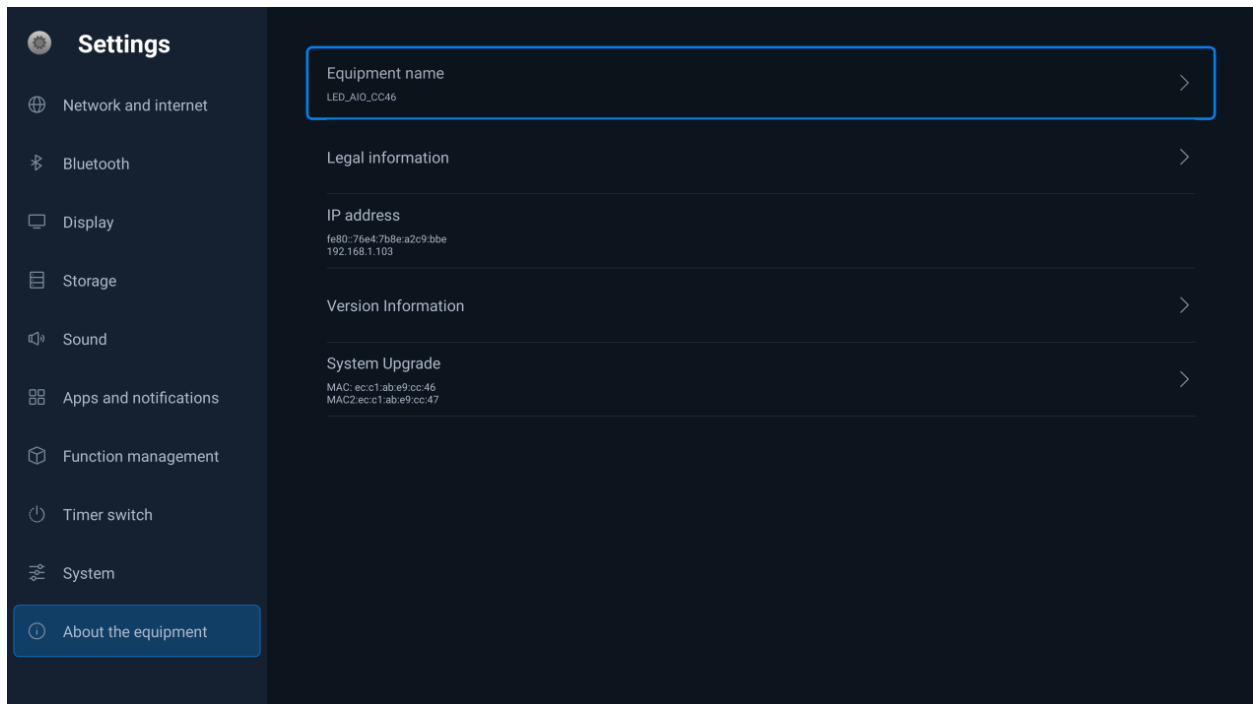 Settings
Network and internet
Bluetooth
Display
Storage
Sound
Apps and notifications
Function management
Timer switch
System
About the equipment
Equipment name
LED_AIO_CC46
Legal information
IP address
fe80::76e4:7b8e:a2c9:bbe
192.168.1.103
Version Information
System Upgrade
MAC: ec:c1:ab:e9:cc:46
MAC2:ec:c1:ab:e9:cc:47